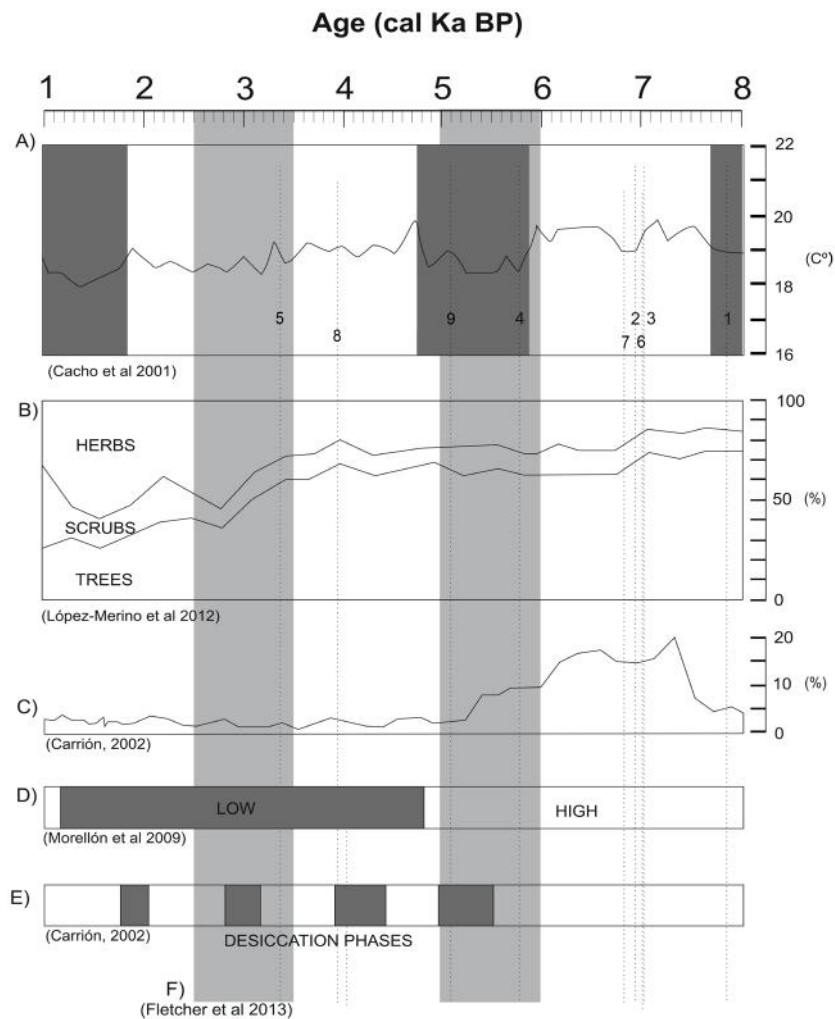 Age (cal Ka BP)
1 2 3 4 5 6 7 8
A)
22
20
(Cº)
18
16
5 8 9 4 2 3 1
7 6
(Cacho et al 2001)
B)
100
HERBS
50 (%)
SCRUBS
TREES
0
(López-Merino et al 2012)
20
10 (%)
C)
0
(Carrión, 2002)
D)
LOW HIGH
(Morellón et al 2009)
E)
(Carrión, 2002)
DESICCATION PHASES
F)
(Fletcher et al 2013)